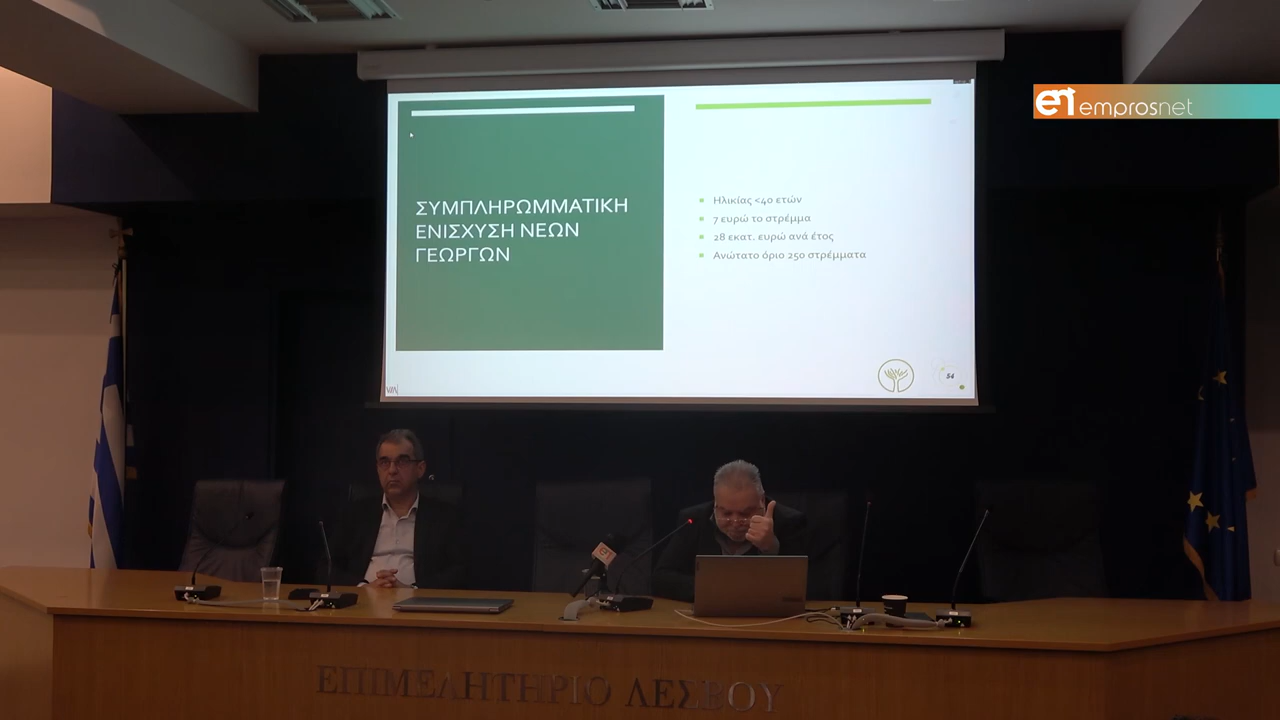 emprosnet
ΣΥΜΠΛΗΡΩΜΜΑΤΙΚΗ
ΕΝΙΣΧΥΣΗ ΝΕΩΝ
ΓΕΩΡΓΩΝ
Ηλικίας <40 ετών
7 ευρώ το στρέμμα
28 εκατ. ευρώ ανά έτος
Ανώτατο όριο 250 στρέμματα
54
ΕΠΙΜΕΛΗΤΗΡΙΟ ΛΕΣΒΟΥ